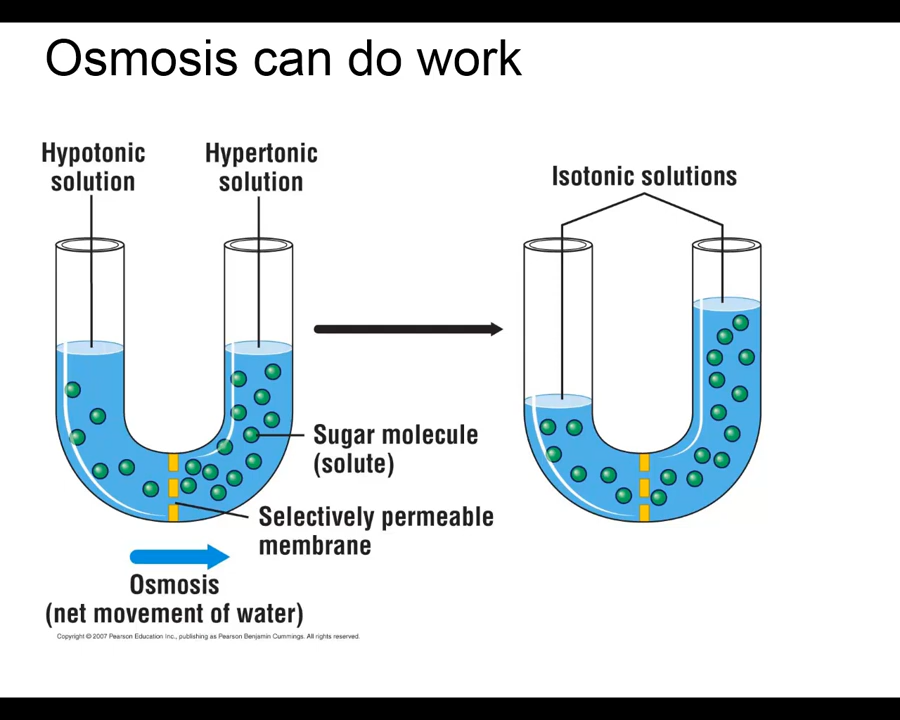 Osmosis can do work
Hypotonic
solution
Hypertonic
solution
Isotonic solutions
Sugar molecule
(solute)
Selectively permeable
membrane
Osmosis
(net movement of water)
Copyright © 2007 Pearson Education Inc., publishing as Pearson Benjamin Cummings. All rights reserved.